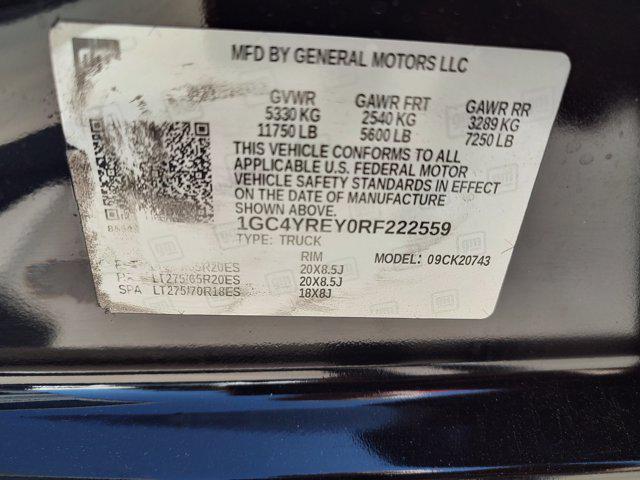 gm
MFD BY GENERAL MOTORS LLC
GVWR GAWR FRT GAWR RR
5330 KG 2540 KG 3289 KG
11750 LB 5600 LB 7250 LB
THIS VEHICLE CONFORMS TO ALL
APPLICABLE U.S. FEDERAL MOTOR
VEHICLE SAFETY STANDARDS IN EFFECT
ON THE DATE OF MANUFACTURE
SHOWN ABOVE.
1GC4YREY0RF222559
TYPE: TRUCK MODEL: 09CK20743
RIM
20X8.5J
LT275/65R20ES 20X8.5J
SPA LT275/70R18ES 18X8J